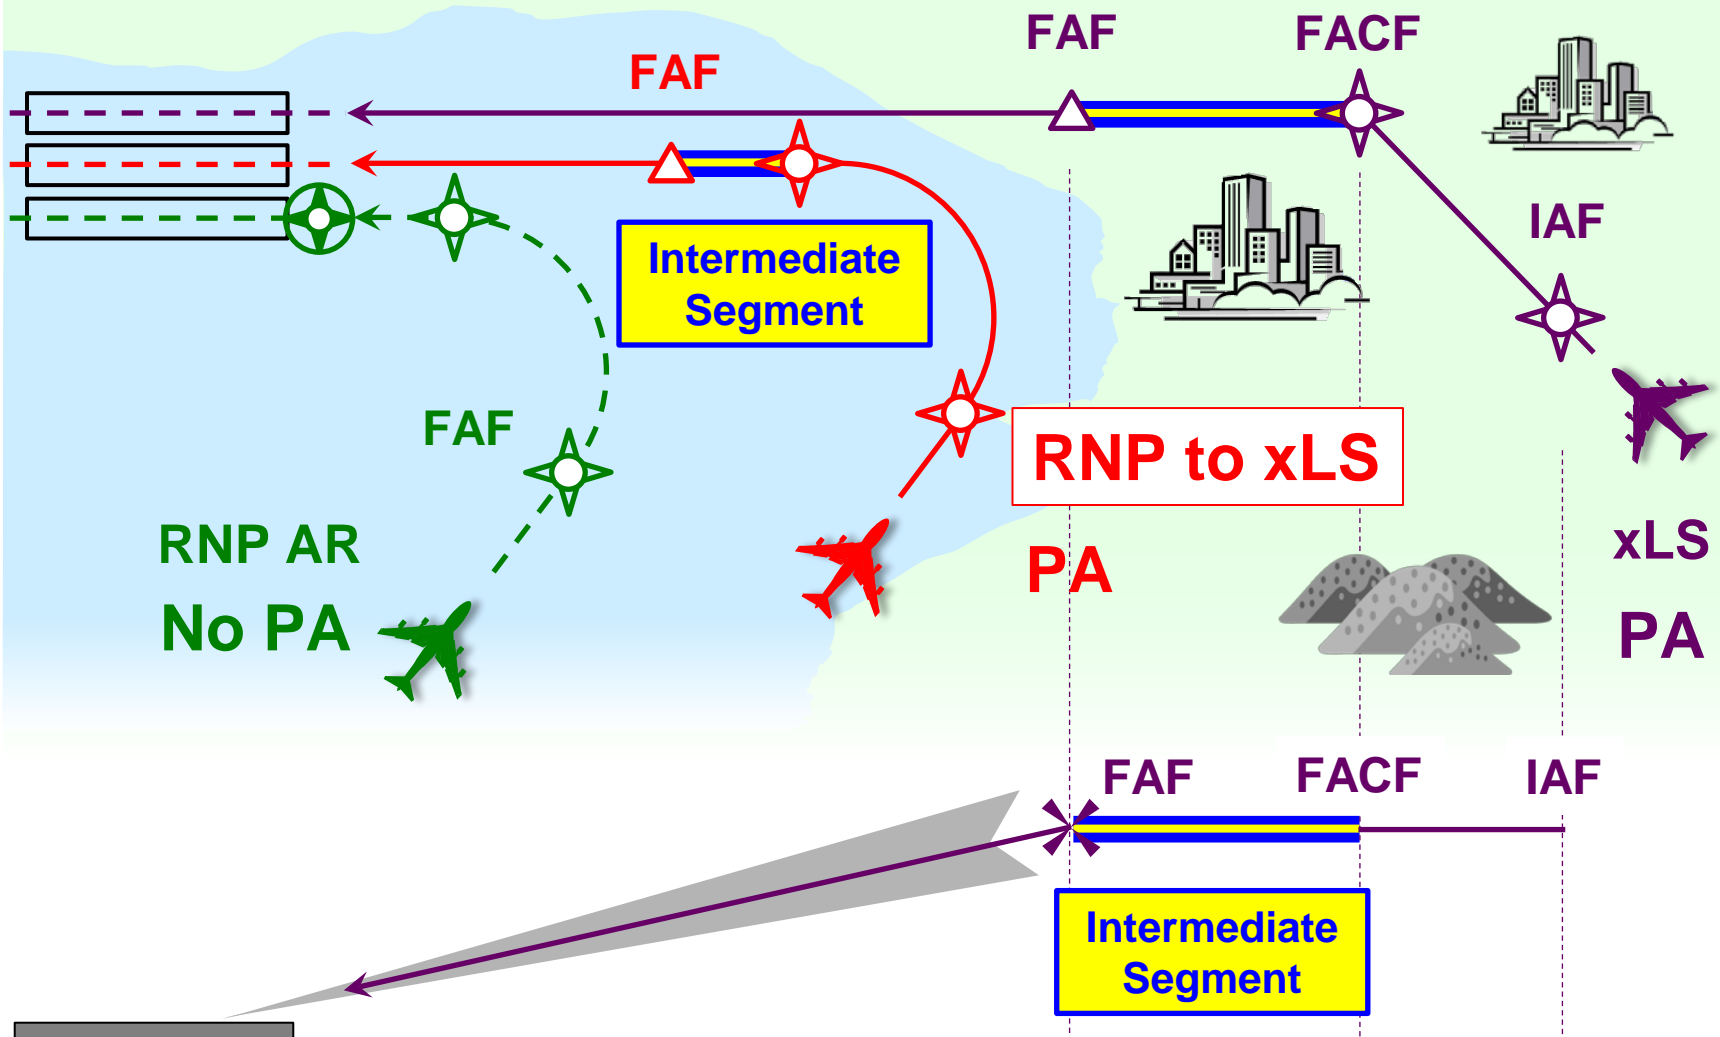 FAF
FACF
FAF
IAF
Intermediate
Segment
FAF
RNP to xLS
RNP AR
xLS
PA
No PA
PA
FAF
FACF
IAF
Intermediate
Segment